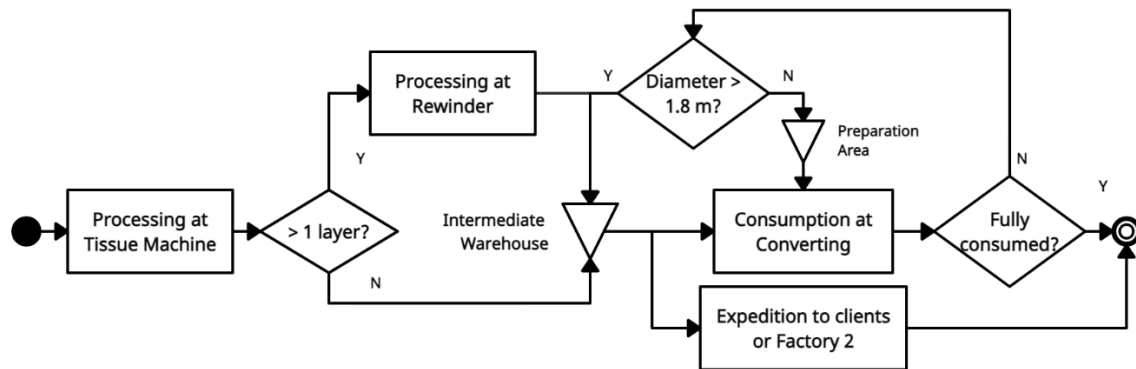 Processing at
Tissue Machine
> 1 layer?
Y
N
Processing at
Rewinder
Y
Diameter >
1.8 m?
N
Preparation
Area
Intermediate
Warehouse
Consumption at
Converting
Expedition to clients
or Factory 2
N
Fully
consumed?
Y